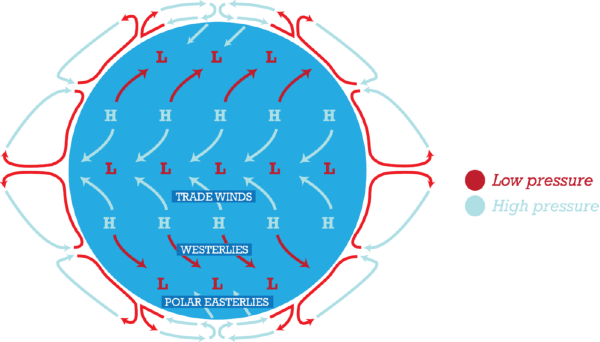 L L L
H H H H H
L L L L L
TRADE WINDS
H H H H H
WESTERLIES
L L L
POLAR EASTERLIES
Low pressure
High pressure